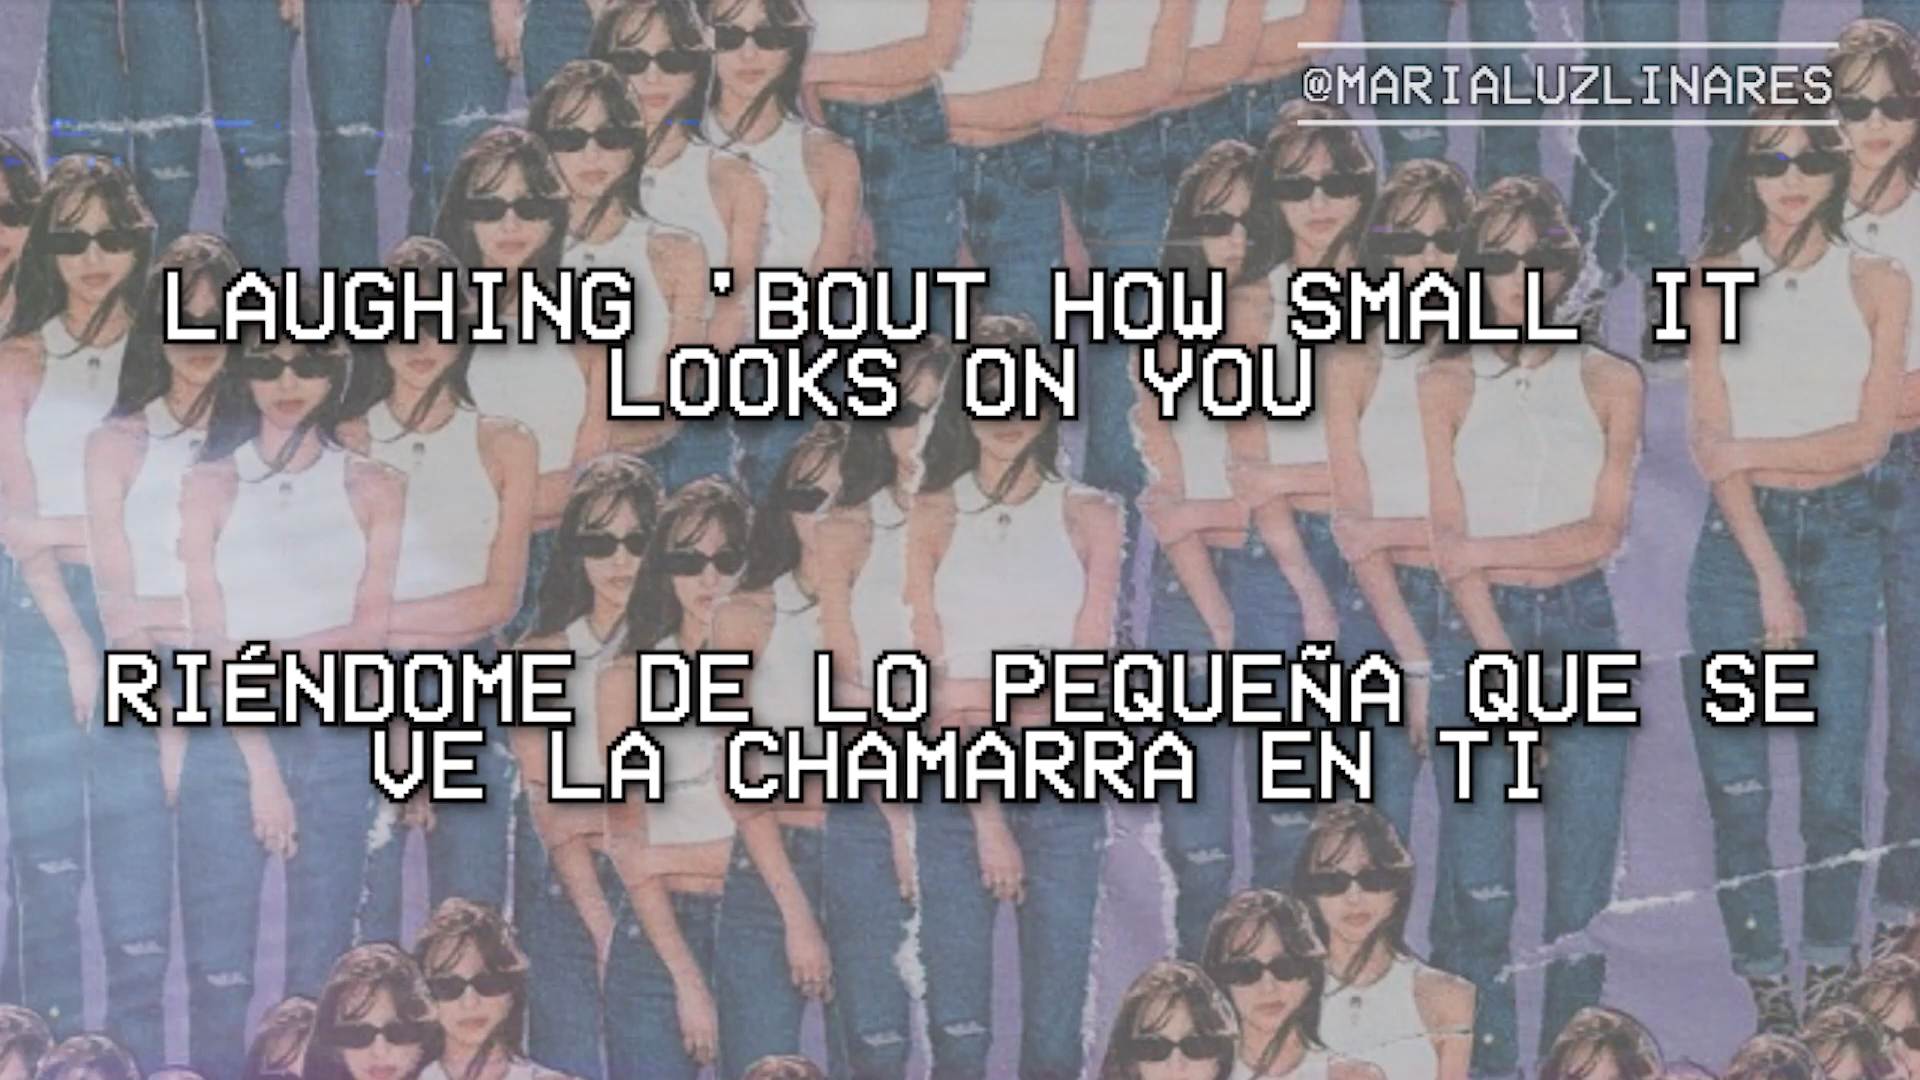 @MARIALUZLINARES
LAUGHING 'BOUT HOW SMALL IT
LOOKS ON YOU
RIÉNDOME DE LO PEQUEÑA QUE SE
VE LA CHAMARRA EN TI